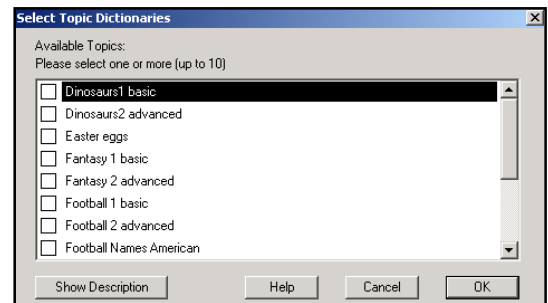 Select Topic Dictionaries
Available Topics:
Please select one or more (up to 10)
Dinosaurs1 basic
Dinosaurs2 advanced
Easter eggs
Fantasy 1 basic
Fantasy 2 advanced
Football 1 basic
Football 2 advanced
Football Names American
Show Description Help Cancel OK